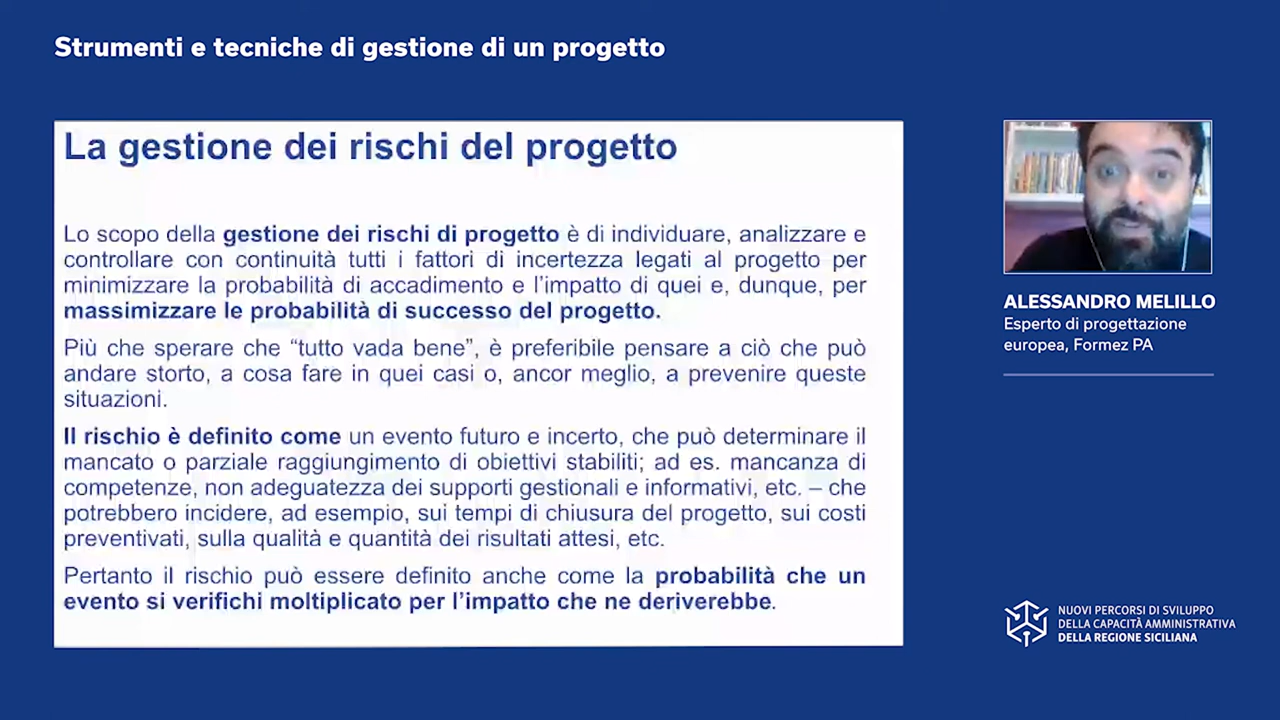 Strumenti e tecniche di gestione di un progetto
La gestione dei rischi del progetto
Lo scopo della gestione dei rischi di progetto è di individuare, analizzare e
controllare con continuità tutti i fattori di incertezza legati al progetto per
minimizzare la probabilità di accadimento e l'impatto di quei e, dunque, per
massimizzare le probabilità di successo del progetto.
Più che sperare che "tutto vada bene", è preferibile pensare a ciò che può
andare storto, a cosa fare in quei casi o, ancor meglio, a prevenire queste
situazioni.
Il rischio è definito come un evento futuro e incerto, che può determinare il
mancato o parziale raggiungimento di obiettivi stabiliti; ad es. mancanza di
competenze, non adeguatezza dei supporti gestionali e informativi, etc. – che
potrebbero incidere, ad esempio, sui tempi di chiusura del progetto, sui costi
preventivati, sulla qualità e quantità dei risultati attesi, etc.
Pertanto il rischio può essere definito anche come la probabilità che un
evento si verifichi moltiplicato per l'impatto che ne deriverebbe.
ALESSANDRO MELILLO
Esperto di progettazione
europea, Formez PA
NUOVI PERCORSI DI SVILUPPO
DELLA CAPACITÀ AMMINISTRATIVA
DELLA REGIONE SICILIANA